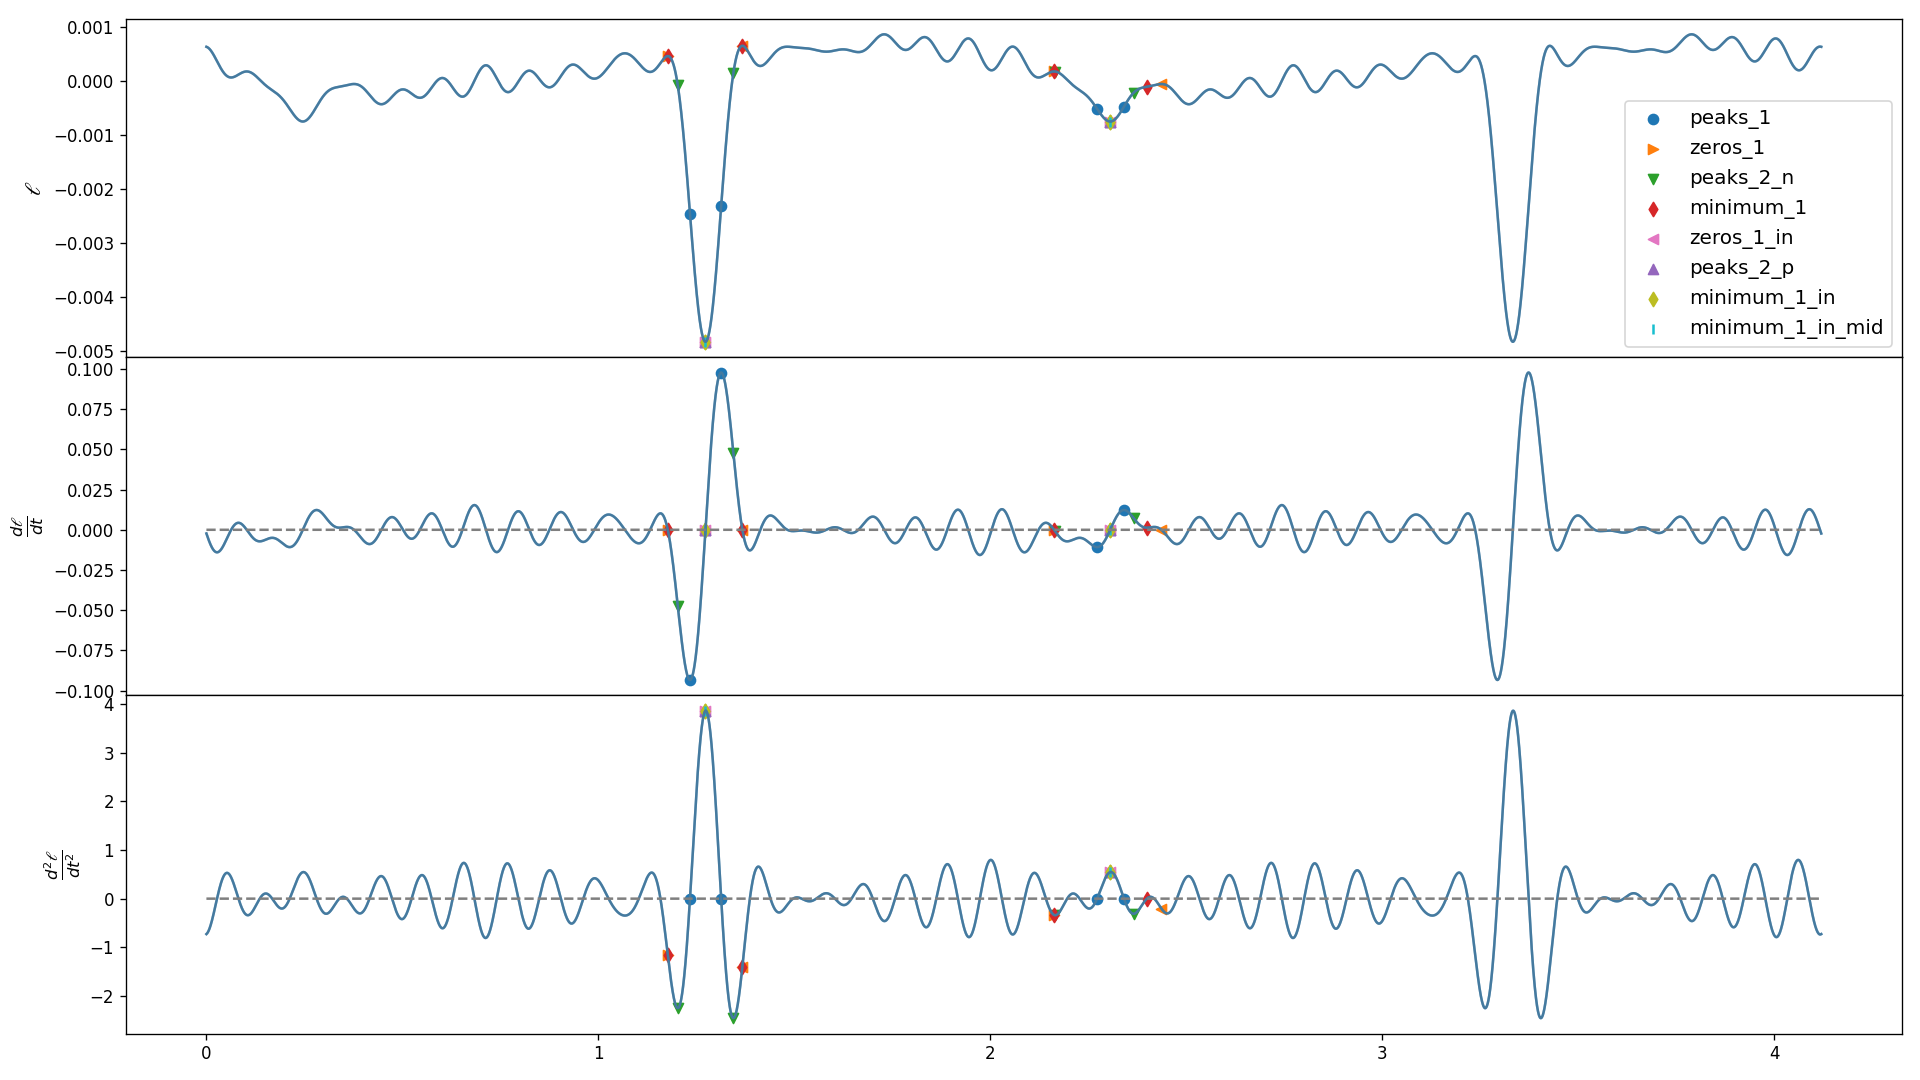 0.001
0.000
−0.001
−0.002
−0.003
−0.004
−0.005
ℓ
peaks_1
zeros_1
peaks_2_n
minimum_1
zeros_1_in
peaks_2_p
minimum_1_in
minimum_1_in_mid
0.100
0.075
0.050
0.025
0.000
−0.025
−0.050
−0.075
−0.100
dℓ
dt
4
3
2
1
0
−1
−2
d²ℓ
dt²
0 1 2 3 4